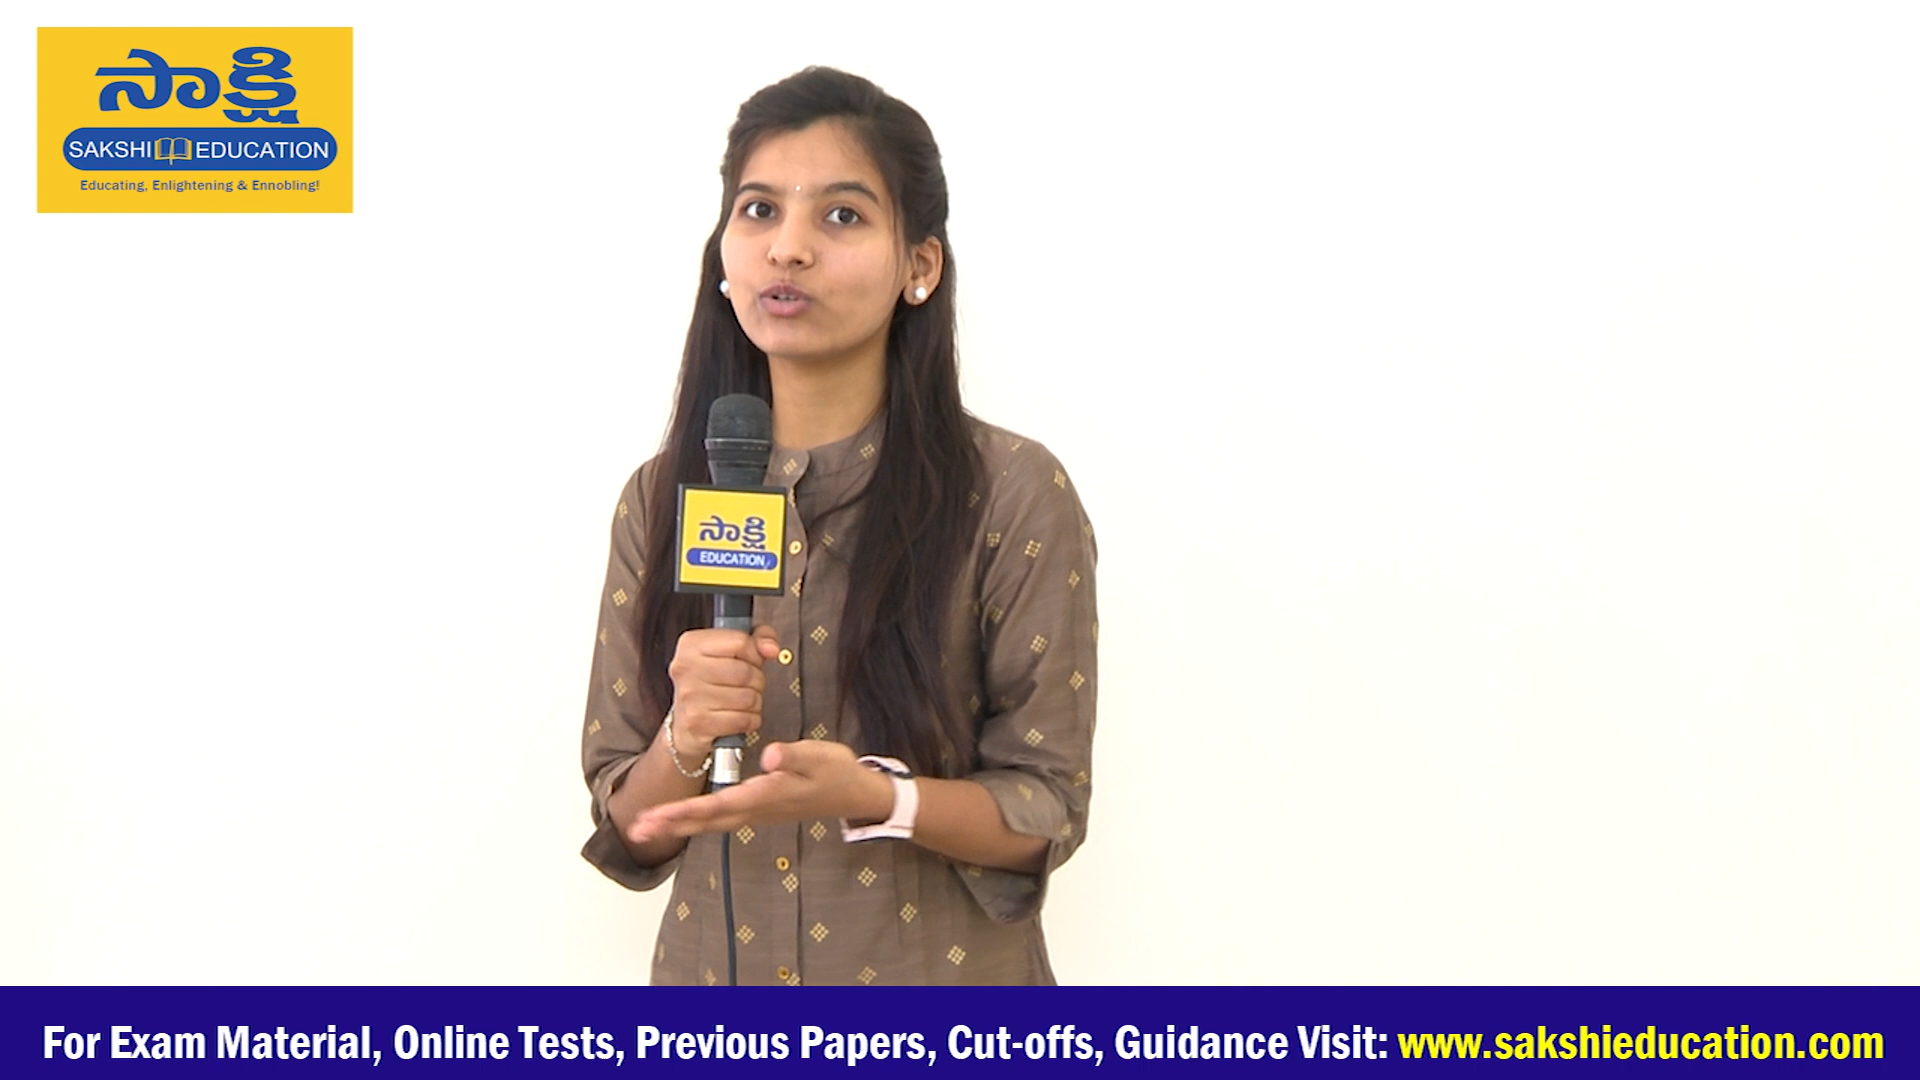 సాక్షి
SAKSHI EDUCATION
Educating, Enlightening & Ennobling!
సాక్షి
EDUCATION
For Exam Material, Online Tests, Previous Papers, Cut-offs, Guidance Visit: www.sakshieducation.com